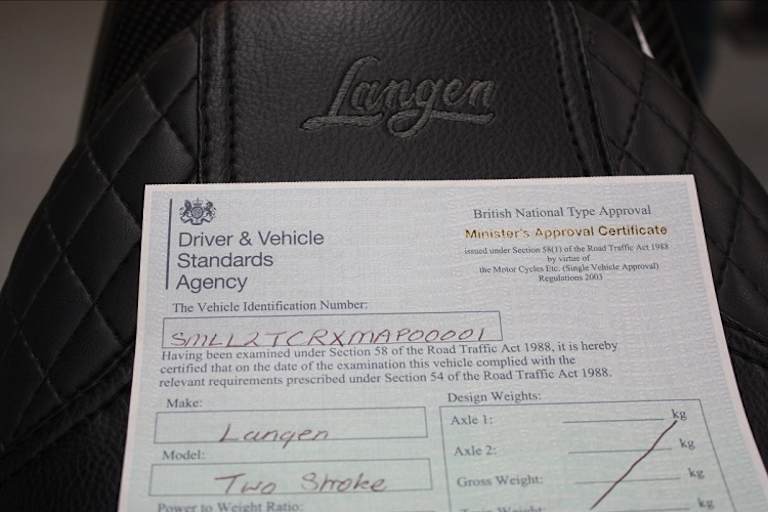 Langen
British National Type Approval
Minister's Approval Certificate
issued under Section 58(1) of the Road Traffic Act 1988
by virtue of
the Motor Cycles Etc. (Single Vehicle Approval)
Regulations 2003
Driver & Vehicle
Standards
Agency
The Vehicle Identification Number:
SMLL2TCRXMAP00001
Having been examined under Section 58 of the Road Traffic Act 1988, it is hereby
certified that on the date of the examination this vehicle complied with the
relevant requirements prescribed under Section 54 of the Road Traffic Act 1988.
Make:
Langen
Model:
Two Stroke
Power to Weight Ratio:
Design Weights:
Axle 1: kg
Axle 2: kg
Gross Weight: kg
kg